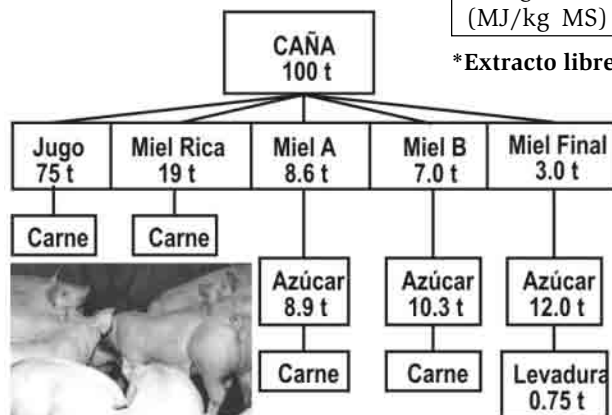 (MJ/kg MS)
*Extracto libre
CAÑA
100 t
Jugo
75 t
Miel Rica
19 t
Miel A
8.6 t
Miel B
7.0 t
Miel Final
3.0 t
Carne
Carne
Azúcar
8.9 t
Azúcar
10.3 t
Azúcar
12.0 t
Carne
Carne
Levadura
0.75 t